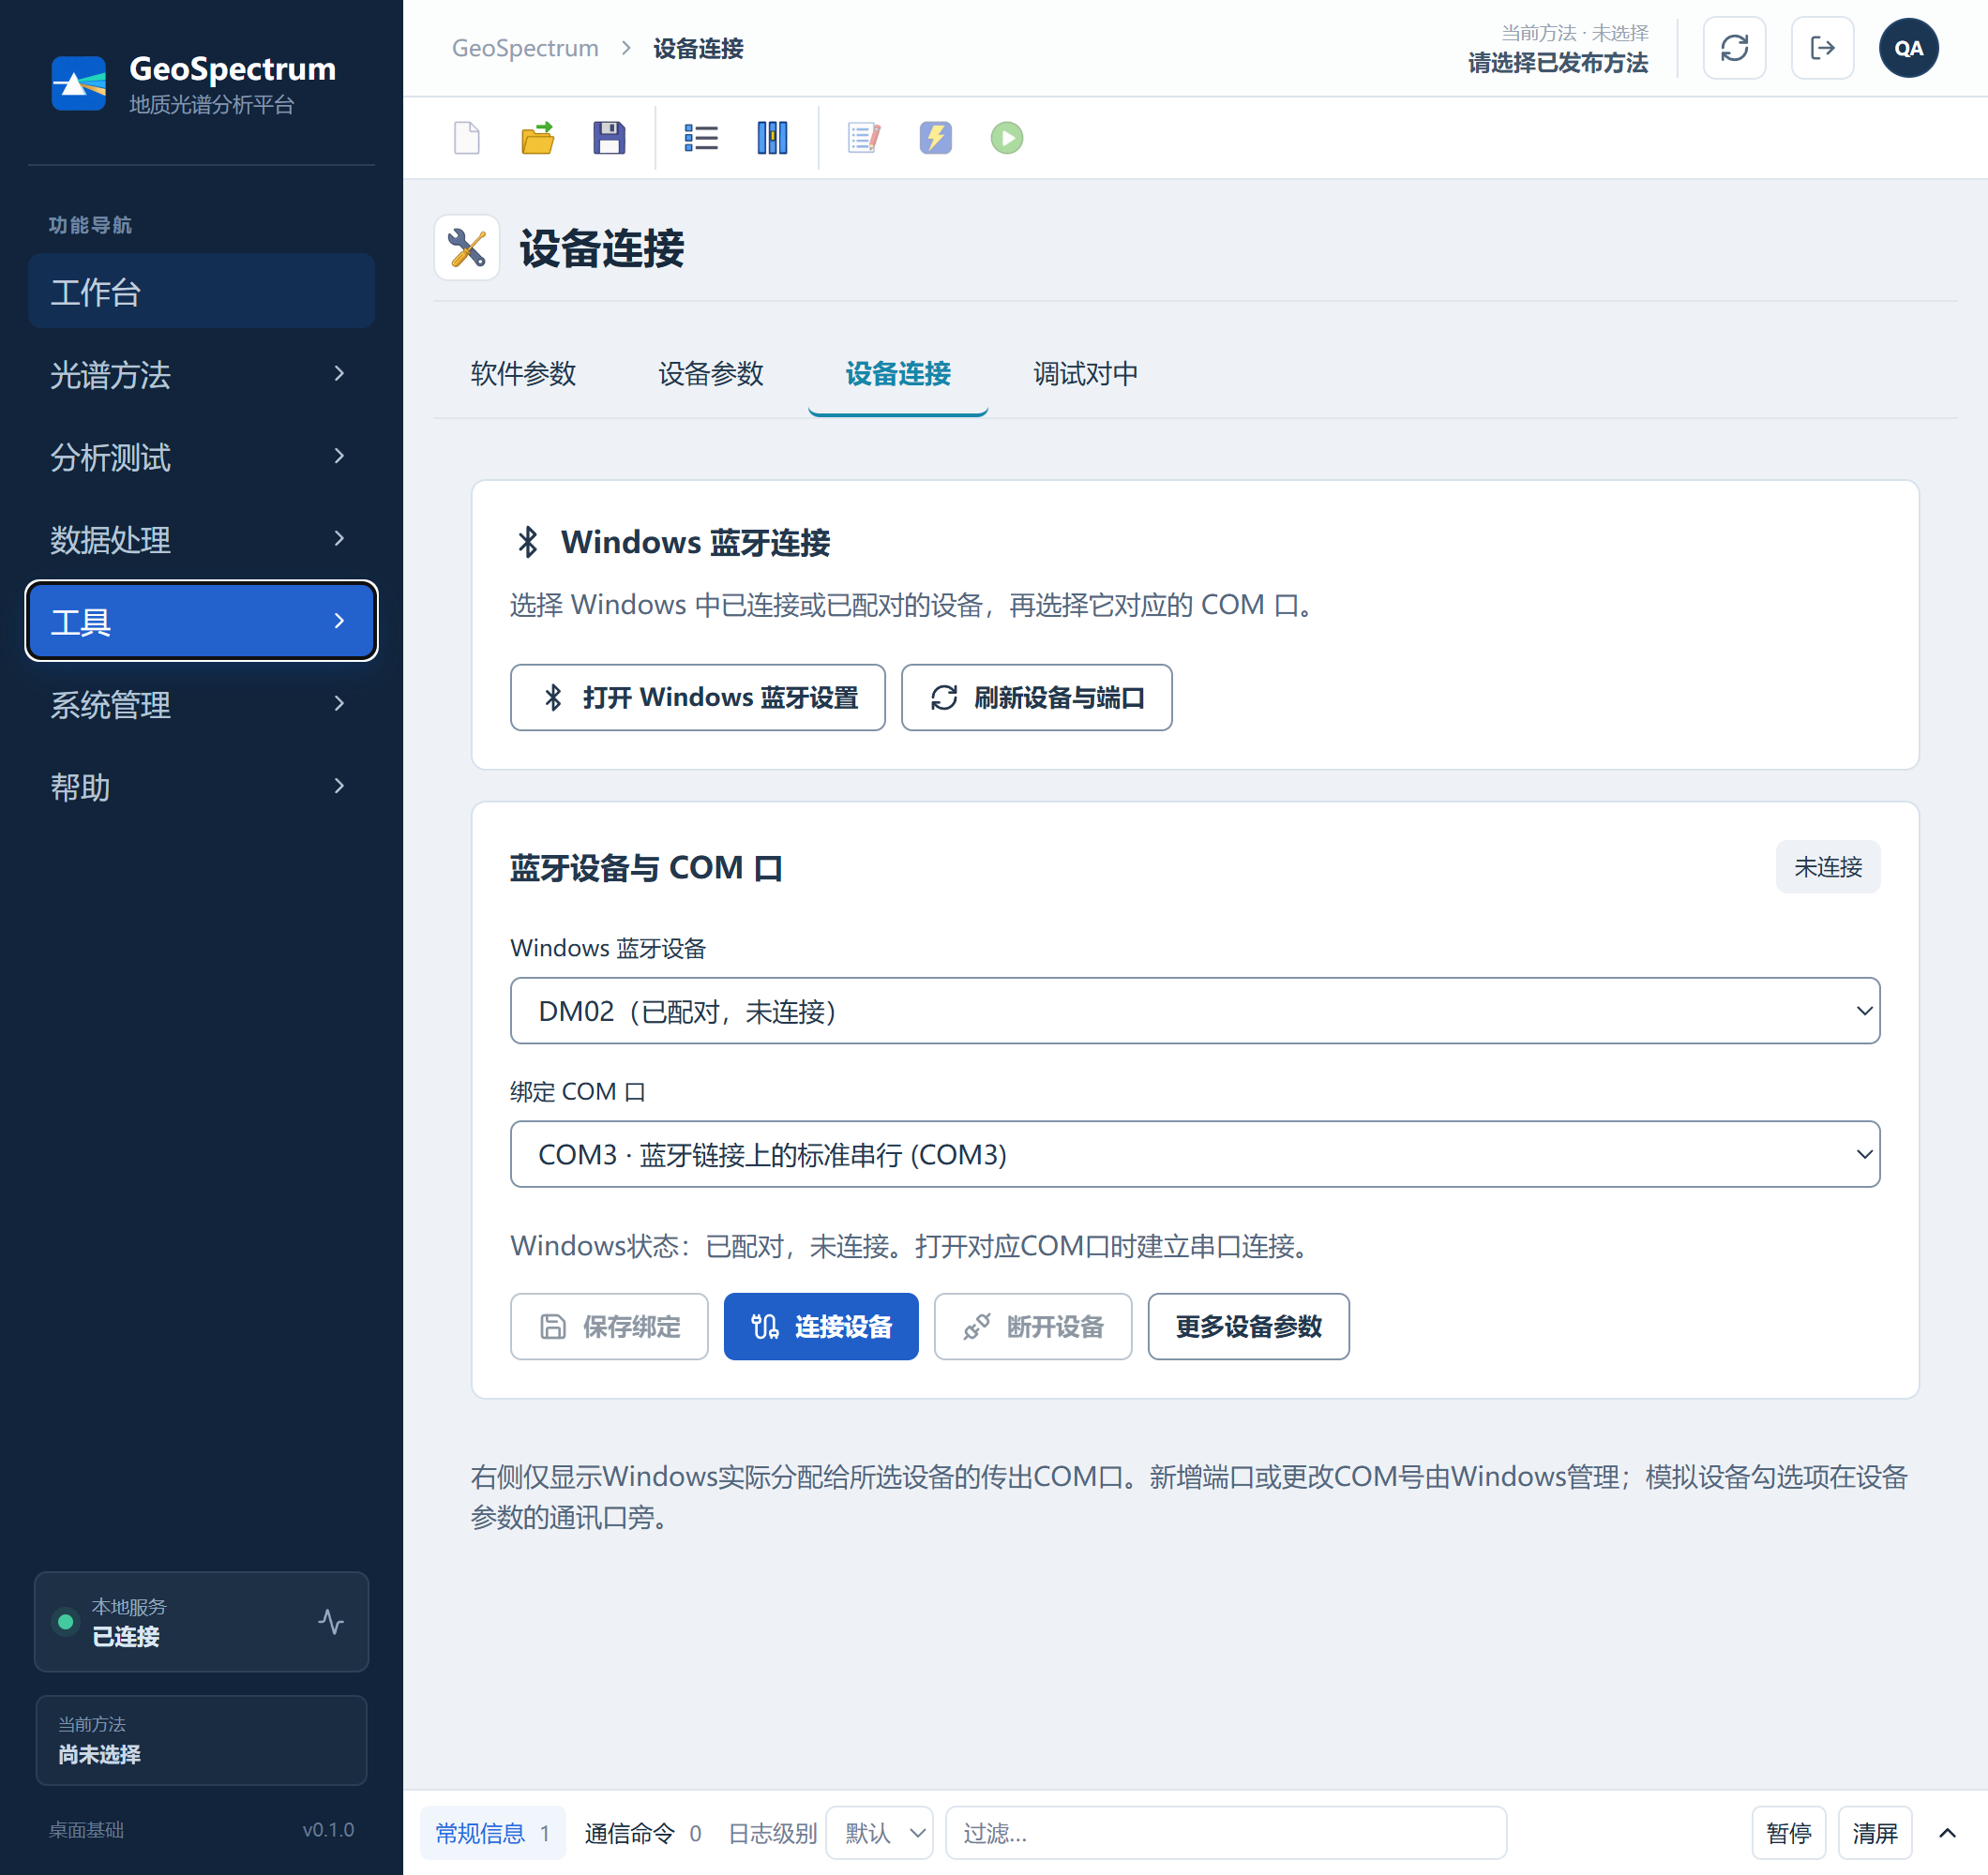 GeoSpectrum
地质光谱分析平台
功能导航
工作台
光谱方法
分析测试
数据处理
工具
系统管理
帮助
本地服务
已连接
当前方法
尚未选择
桌面基础 v0.1.0
GeoSpectrum > 设备连接
当前方法 · 未选择
请选择已发布方法
QA
设备连接
软件参数 设备参数 设备连接 调试对中
Windows 蓝牙连接
选择 Windows 中已连接或已配对的设备，再选择它对应的 COM 口。
打开 Windows 蓝牙设置 刷新设备与端口
蓝牙设备与 COM 口 未连接
Windows 蓝牙设备
DM02（已配对，未连接）
绑定 COM 口
COM3 · 蓝牙链接上的标准串行 (COM3)
Windows状态：已配对，未连接。打开对应COM口时建立串口连接。
保存绑定 连接设备 断开设备 更多设备参数
右侧仅显示Windows实际分配给所选设备的传出COM口。新增端口或更改COM号由Windows管理；模拟设备勾选项在设备
参数的通讯口旁。
常规信息 1 通信命令 0 日志级别 默认 过滤... 暂停 清屏